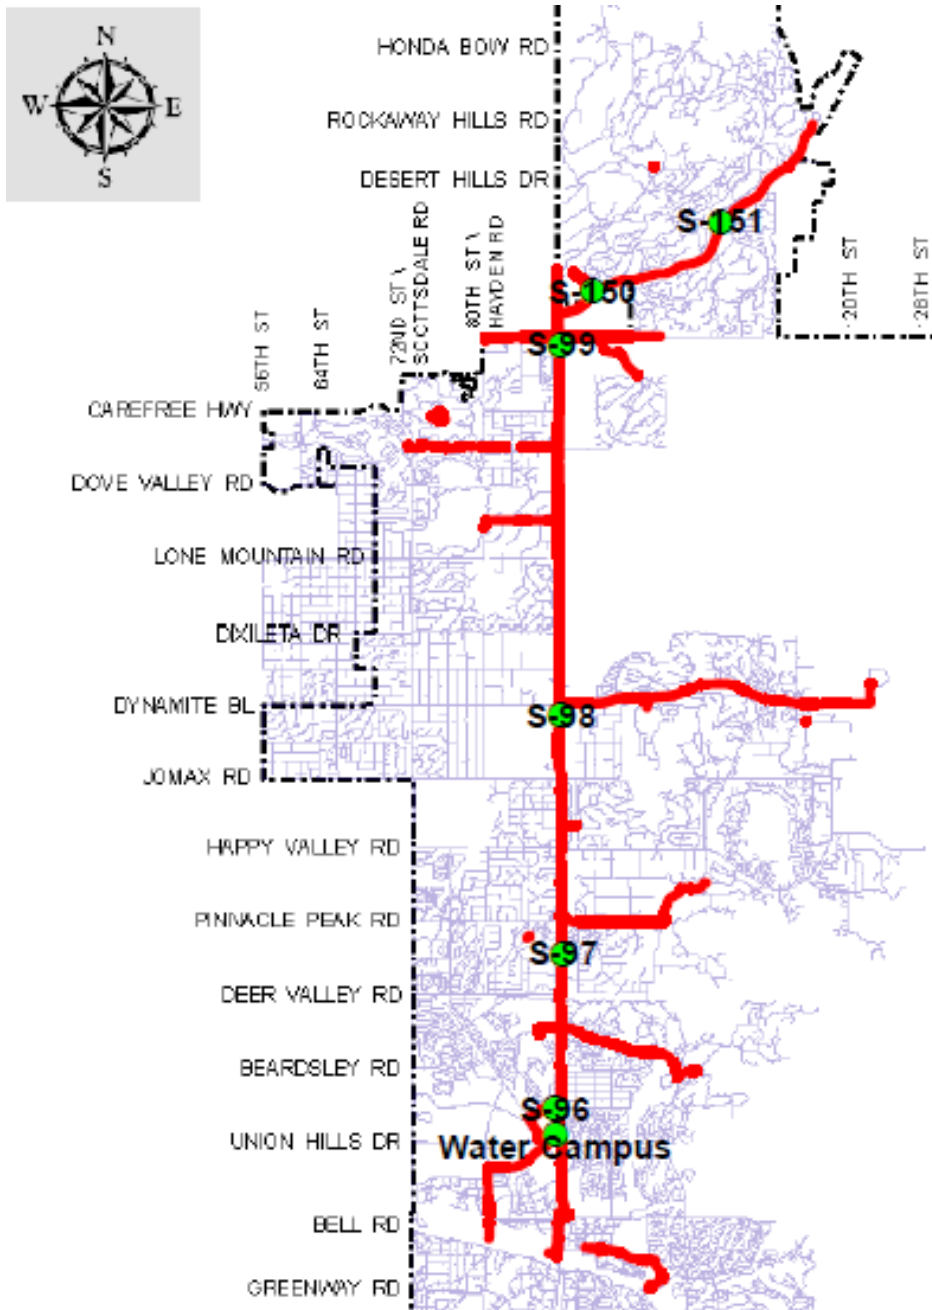 N
W E
S
HONDA BOW RD
ROCKAWAY HILLS RD
DESERT HILLS DR
S-151
S-150
S-99
56TH ST
64TH ST
72ND ST \
SCOTTSDALE RD
80TH ST \
HAYDEN RD
120TH ST
128TH ST
CAREFREE HWY
DOVE VALLEY RD
LONE MOUNTAIN RD
DIXILETA DR
DYNAMITE BL
S-98
JOMAX RD
HAPPY VALLEY RD
PINNACLE PEAK RD
S-97
DEER VALLEY RD
BEARDSLEY RD
S-96
UNION HILLS DR
Water Campus
BELL RD
GREENWAY RD